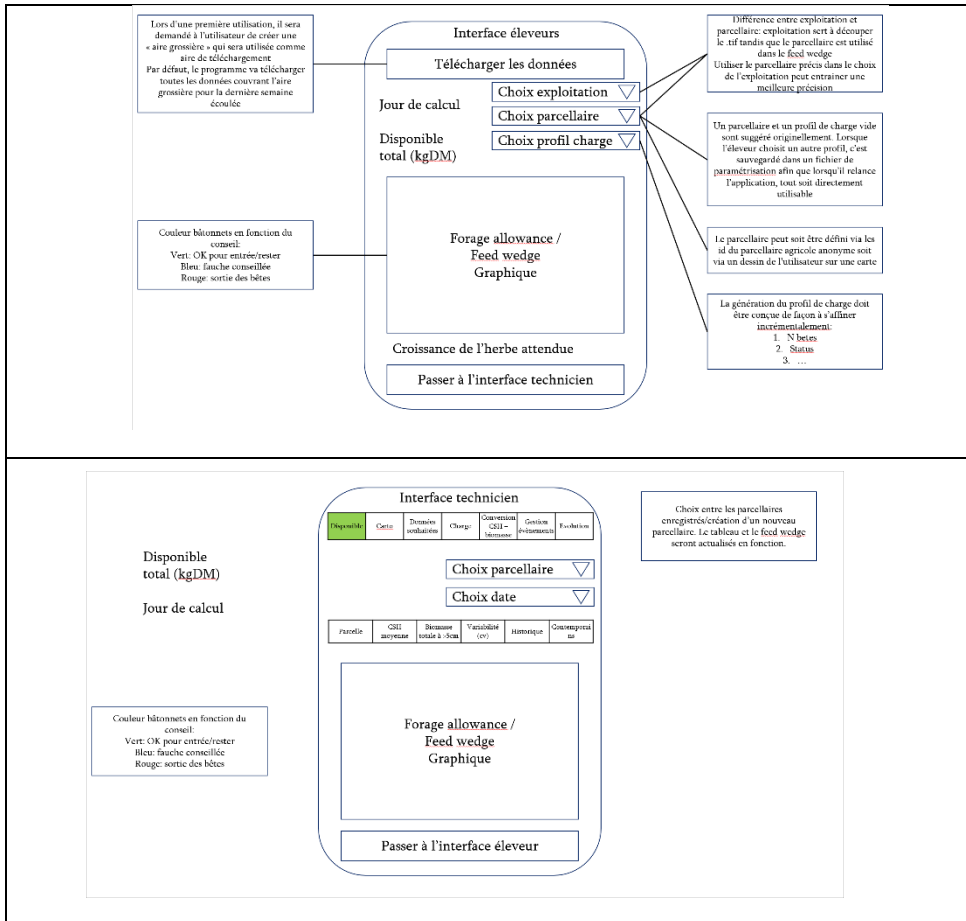 Lors d'une première utilisation, il sera
demandé à l'utilisateur de créer une
« aire grossière » qui sera utilisée comme
aire de téléchargement
Par défaut, le programme va télécharger
toutes les données couvrant l'aire
grossière pour la dernière semaine
écoulée
Couleur bâtonnets en fonction du
conseil:
Vert: OK pour entrée/rester
Bleu: fauche conseillée
Rouge: sortie des bêtes
Interface éleveurs
Télécharger les données
Jour de calcul
Choix exploitation
Choix parcellaire
Disponible
total (kgDM)
Choix profil charge
Forage allowance /
Feed wedge
Graphique
Croissance de l'herbe attendue
Passer à l'interface technicien
Différence entre exploitation et
parcellaire: exploitation sert à découper
le .tif tandis que le parcellaire est utilisé
dans le feed wedge
Utiliser le parcellaire précis dans le choix
de l'exploitation peut entrainer une
meilleure précision
Un parcellaire et un profil de charge vide
sont suggéré originellement. Lorsque
l'éleveur choisit un autre profil, c'est
sauvegardé dans un fichier de
paramétrisation afin que lorsqu'il relance
l'application, tout soit directement
utilisable
Le parcellaire peut soit être défini via les
id du parcellaire agricole anonyme soit
via un dessin de l'utilisateur sur une carte
La génération du profil de charge doit
être conçue de façon à s'affiner
incrémentalement:
1. N betes
2. Status
3. …
Interface technicien
Disponible
Carte
Données
souhaitées
Charge
Conversion
CSH –
biomasse
Gestion
évènements
Evolution
Disponible
total (kgDM)
Jour de calcul
Choix parcellaire
Choix date
Parcelle
CSH
moyenne
Biomasse
totale à >5cm
Variabilité
(cv)
Historique
Contemporai
ns
Forage allowance /
Feed wedge
Graphique
Passer à l'interface éleveur
Choix entre les parcellaires
enregistrés/création d'un nouveau
parcellaire. Le tableau et le feed wedge
seront actualisés en fonction.
Couleur bâtonnets en fonction du
conseil:
Vert: OK pour entrée/rester
Bleu: fauche conseillée
Rouge: sortie des bêtes